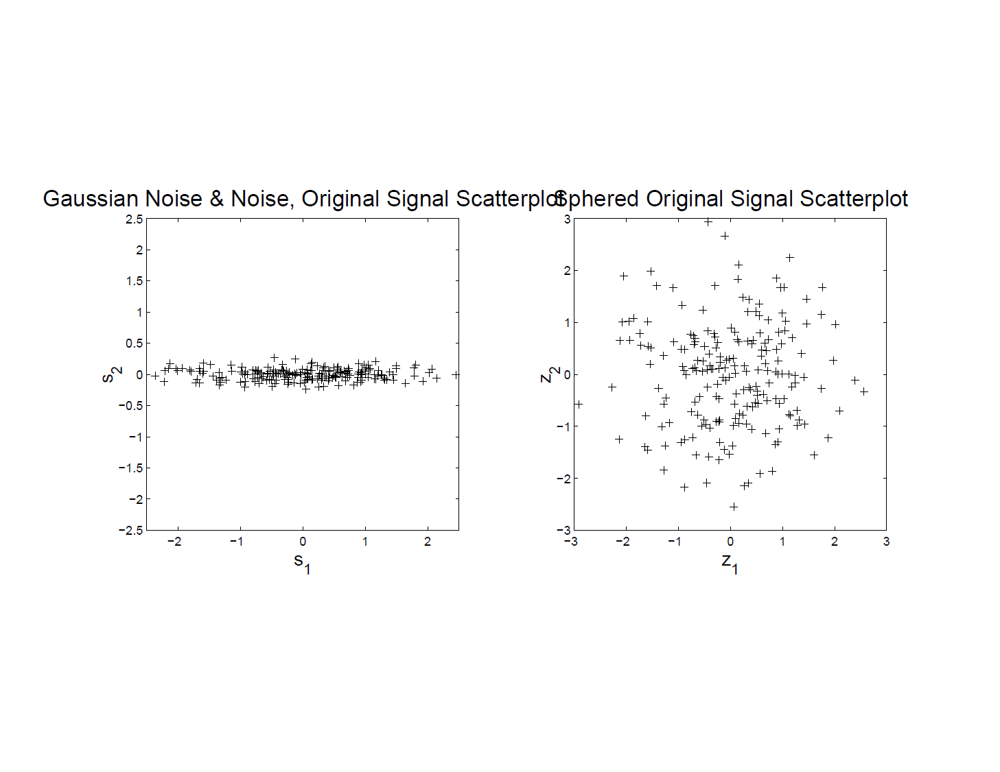 Gaussian Noise & Noise, Original Signal Scatterplot
Sphered Original Signal Scatterplot
2.5
2
1.5
1
0.5
0
−0.5
−1
−1.5
−2
−2.5
s2
−2 −1 0 1 2
s1
3
2
1
0
−1
−2
−3
z2
−3 −2 −1 0 1 2 3
z1